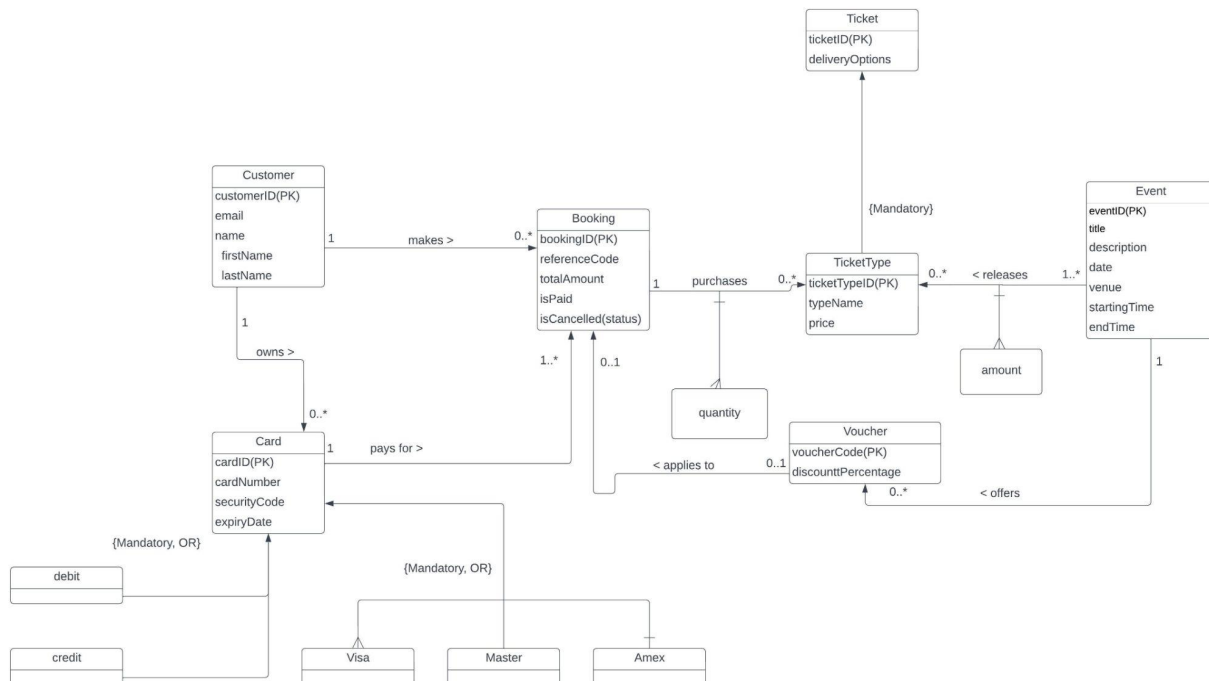 Ticket
ticketID(PK)
deliveryOptions
{Mandatory}
Customer
customerID(PK)
email
name
firstName
lastName
1
makes >
0..*
Booking
bookingID(PK)
referenceCode
totalAmount
isPaid
isCancelled(status)
1
purchases
0..*
quantity
TicketType
ticketTypeID(PK)
typeName
price
0..*
< releases
1..*
amount
Event
eventID(PK)
title
description
date
venue
startingTime
endTime
1
1
owns >
0..*
Card
cardID(PK)
cardNumber
securityCode
expiryDate
1
pays for >
1..*
0..1
< applies to
0..1
Voucher
voucherCode(PK)
discounttPercentage
0..*
< offers
{Mandatory, OR}
debit
credit
{Mandatory, OR}
Visa
Master
Amex